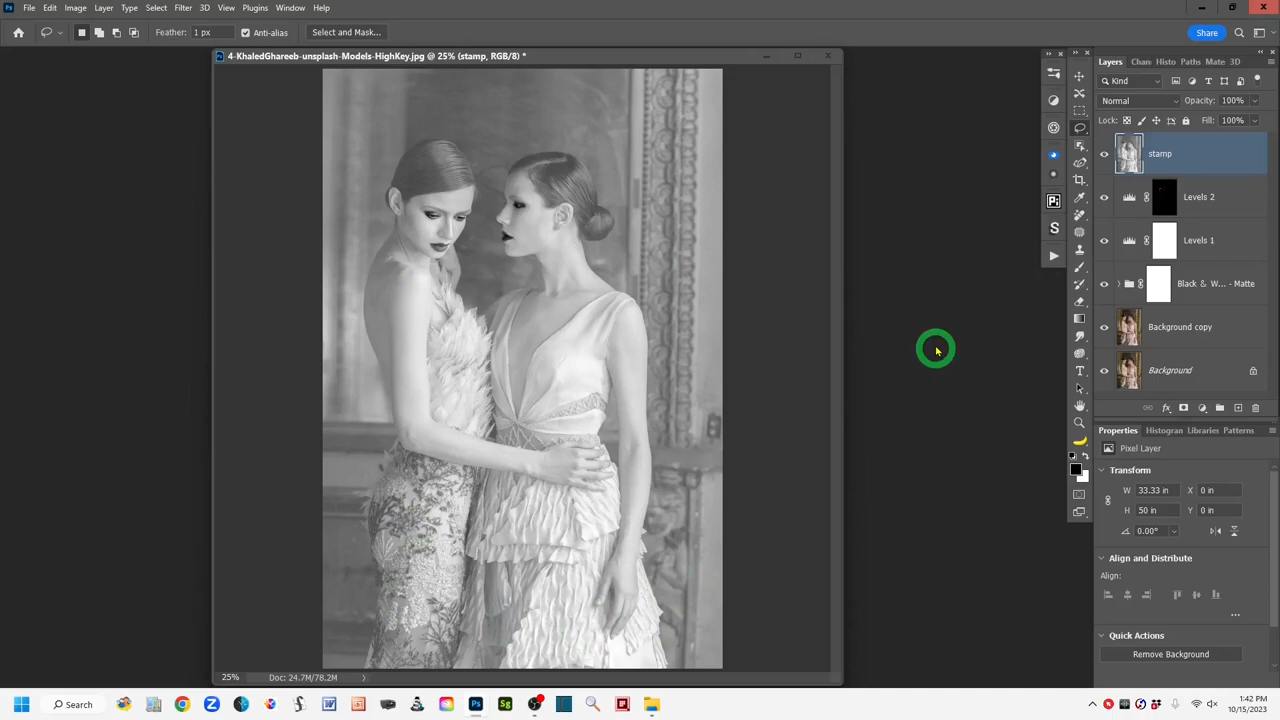 File Edit Image Layer Type Select Filter 3D View Plugins Window Help
Feather: 1 px Anti-alias Select and Mask... Share
4-KhaledGhareeb-unsplash-Models-HighKey.jpg @ 25% (stamp, RGB/8) *
Layers Chan Histo Paths Mate 3D
Kind
Normal Opacity: 100%
Lock: Fill: 100%
stamp
Levels 2
Levels 1
Black & W... - Matte
Background copy
Background
fx
Properties Histogran Libraries Patterns
Pixel Layer
Transform
W 33.33 in X 0 in
H 50 in Y 0 in
0.00°
Align and Distribute
Align:
...
Quick Actions
Remove Background
25% Doc: 24.7M/78.2M
Search
1:42 PM
10/15/2023